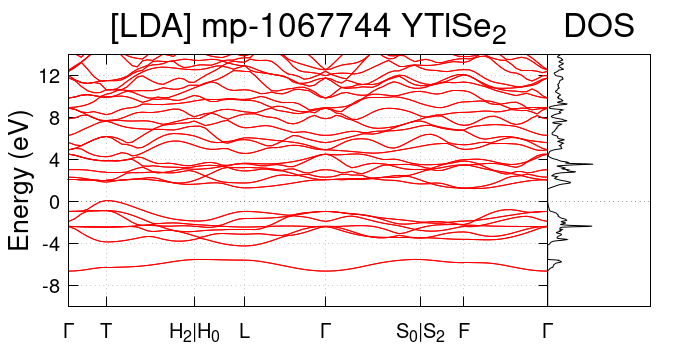 [LDA] mp-1067744 YTlSe2 DOS
Energy (eV)
12
8
4
0
-4
-8
Γ T H2|H0 L Γ S0|S2 F Γ